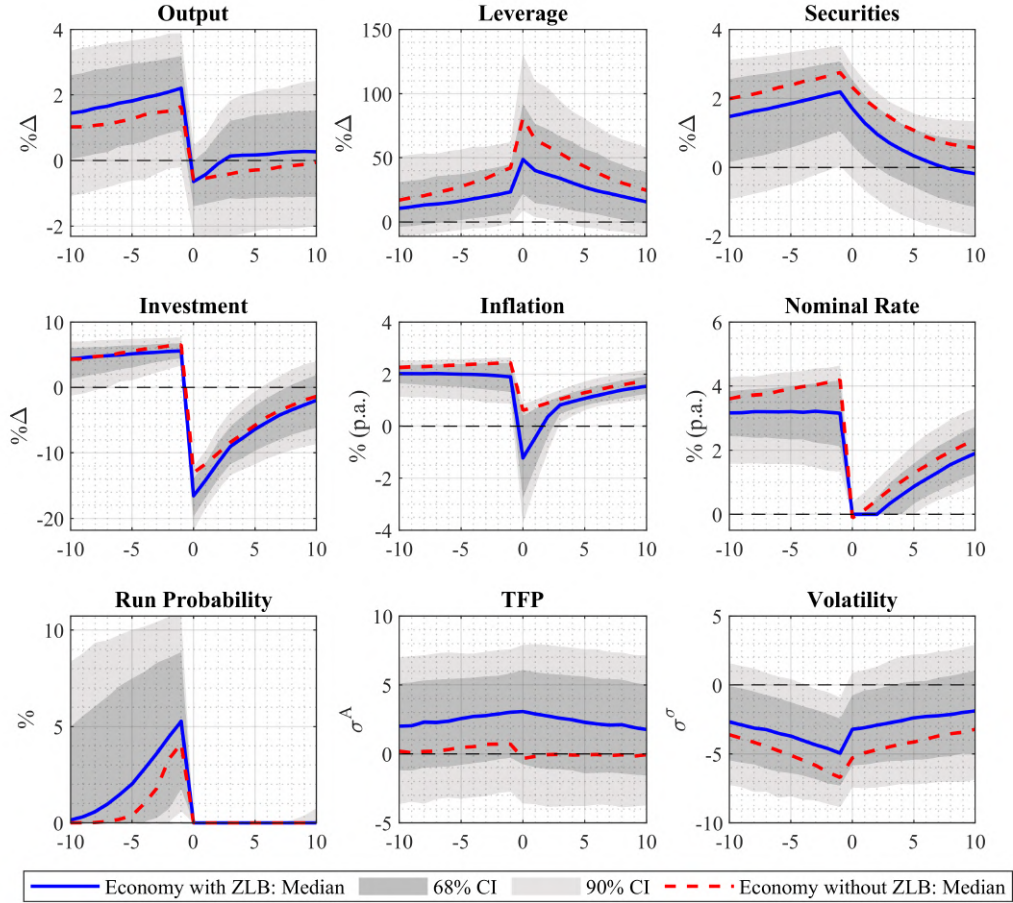 Output
%Δ
4
2
0
-2
-10 -5 0 5 10
Leverage
%Δ
150
100
50
0
-10 -5 0 5 10
Securities
%Δ
4
2
0
-2
-10 -5 0 5 10
Investment
%Δ
10
0
-10
-20
-10 -5 0 5 10
Inflation
% (p.a.)
4
2
0
-2
-4
-10 -5 0 5 10
Nominal Rate
% (p.a.)
6
4
2
0
-10 -5 0 5 10
Run Probability
%
10
5
0
-10 -5 0 5 10
TFP
σ^A
10
5
0
-5
-10 -5 0 5 10
Volatility
σ^σ
5
0
-5
-10
-10 -5 0 5 10
Economy with ZLB: Median 68% CI 90% CI Economy without ZLB: Median